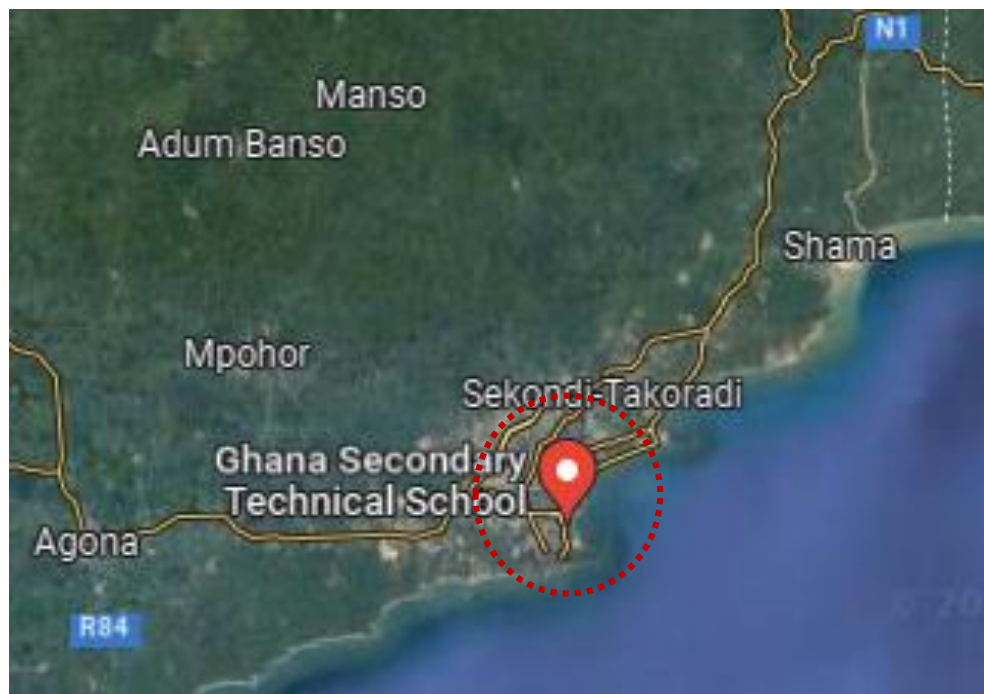 N1
Manso
Adum Banso
Shama
Mpohor
Sekondi-Takoradi
Ghana Secondary
Technical School
Agona
R84